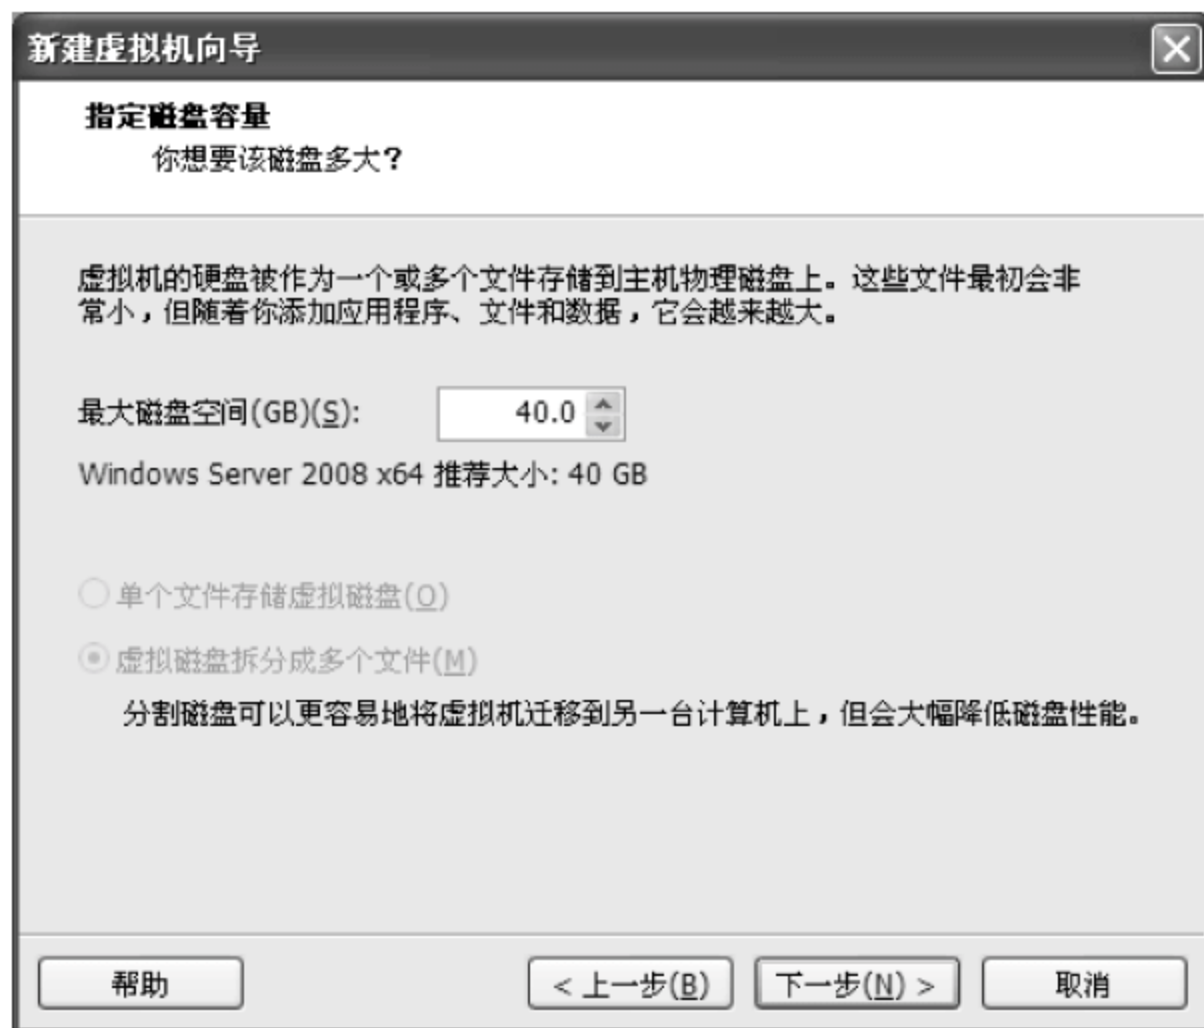 新建虚拟机向导
指定磁盘容量
你想要该磁盘多大?
虚拟机的硬盘被作为一个或多个文件存储到主机物理磁盘上。这些文件最初会非
常小，但随着你添加应用程序、文件和数据，它会越来越大。
最大磁盘空间(GB)(S): 40.0
Windows Server 2008 x64 推荐大小: 40 GB
单个文件存储虚拟磁盘(O)
虚拟磁盘拆分成多个文件(M)
分割磁盘可以更容易地将虚拟机迁移到另一台计算机上，但会大幅降低磁盘性能。
帮助 < 上一步(B) 下一步(N) > 取消